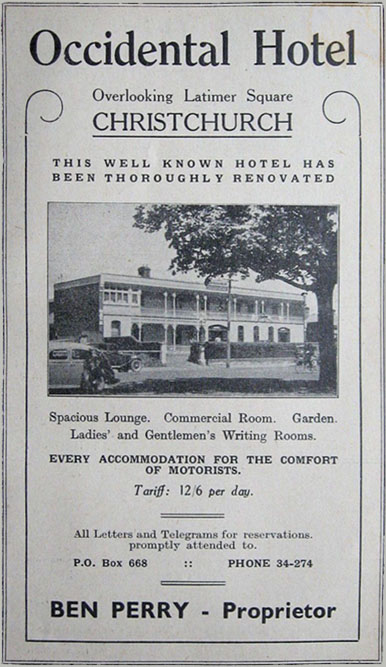 Occidental Hotel
Overlooking Latimer Square
CHRISTCHURCH
THIS WELL KNOWN HOTEL HAS
BEEN THOROUGHLY RENOVATED
Spacious Lounge. Commercial Room. Garden.
Ladies' and Gentlemen's Writing Rooms.
EVERY ACCOMMODATION FOR THE COMFORT
OF MOTORISTS.
Tariff: 12/6 per day.
All Letters and Telegrams for reservations.
promptly attended to.
P.O. Box 668 :: PHONE 34-274
BEN PERRY - Proprietor